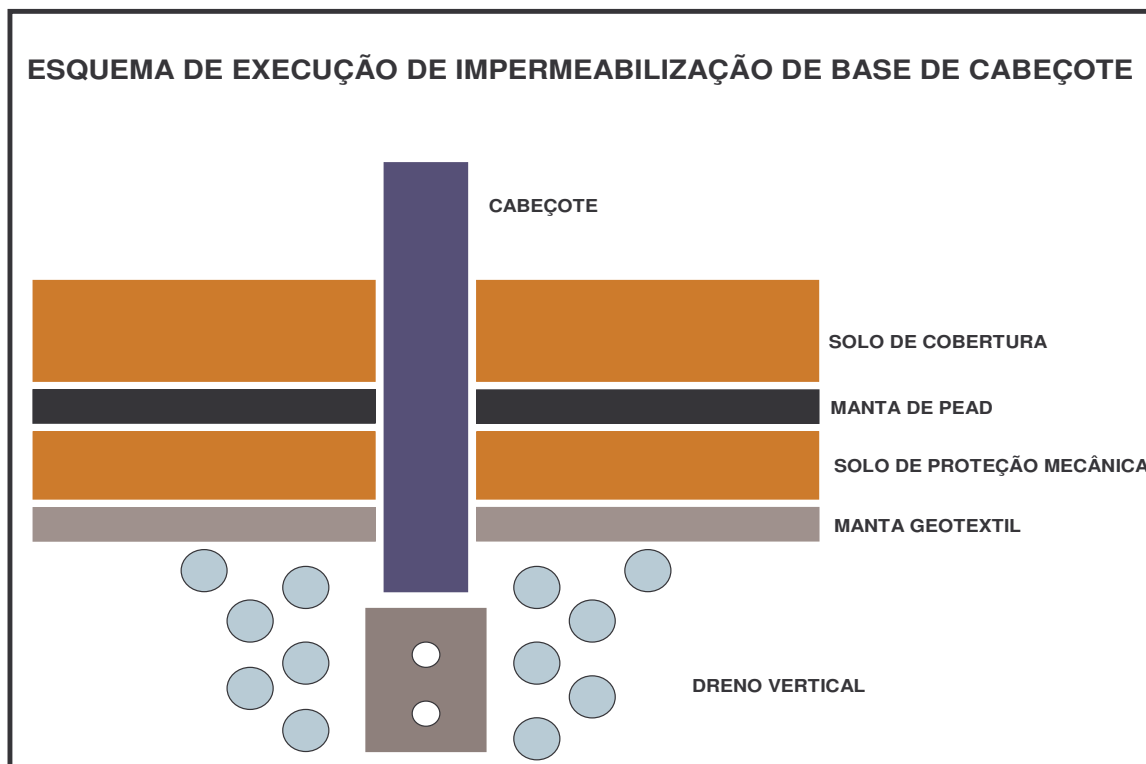 ESQUEMA DE EXECUÇÃO DE IMPERMEABILIZAÇÃO DE BASE DE CABEÇOTE
CABEÇOTE
SOLO DE COBERTURA
MANTA DE PEAD
SOLO DE PROTEÇÃO MECÂNICA
MANTA GEOTEXTIL
DRENO VERTICAL